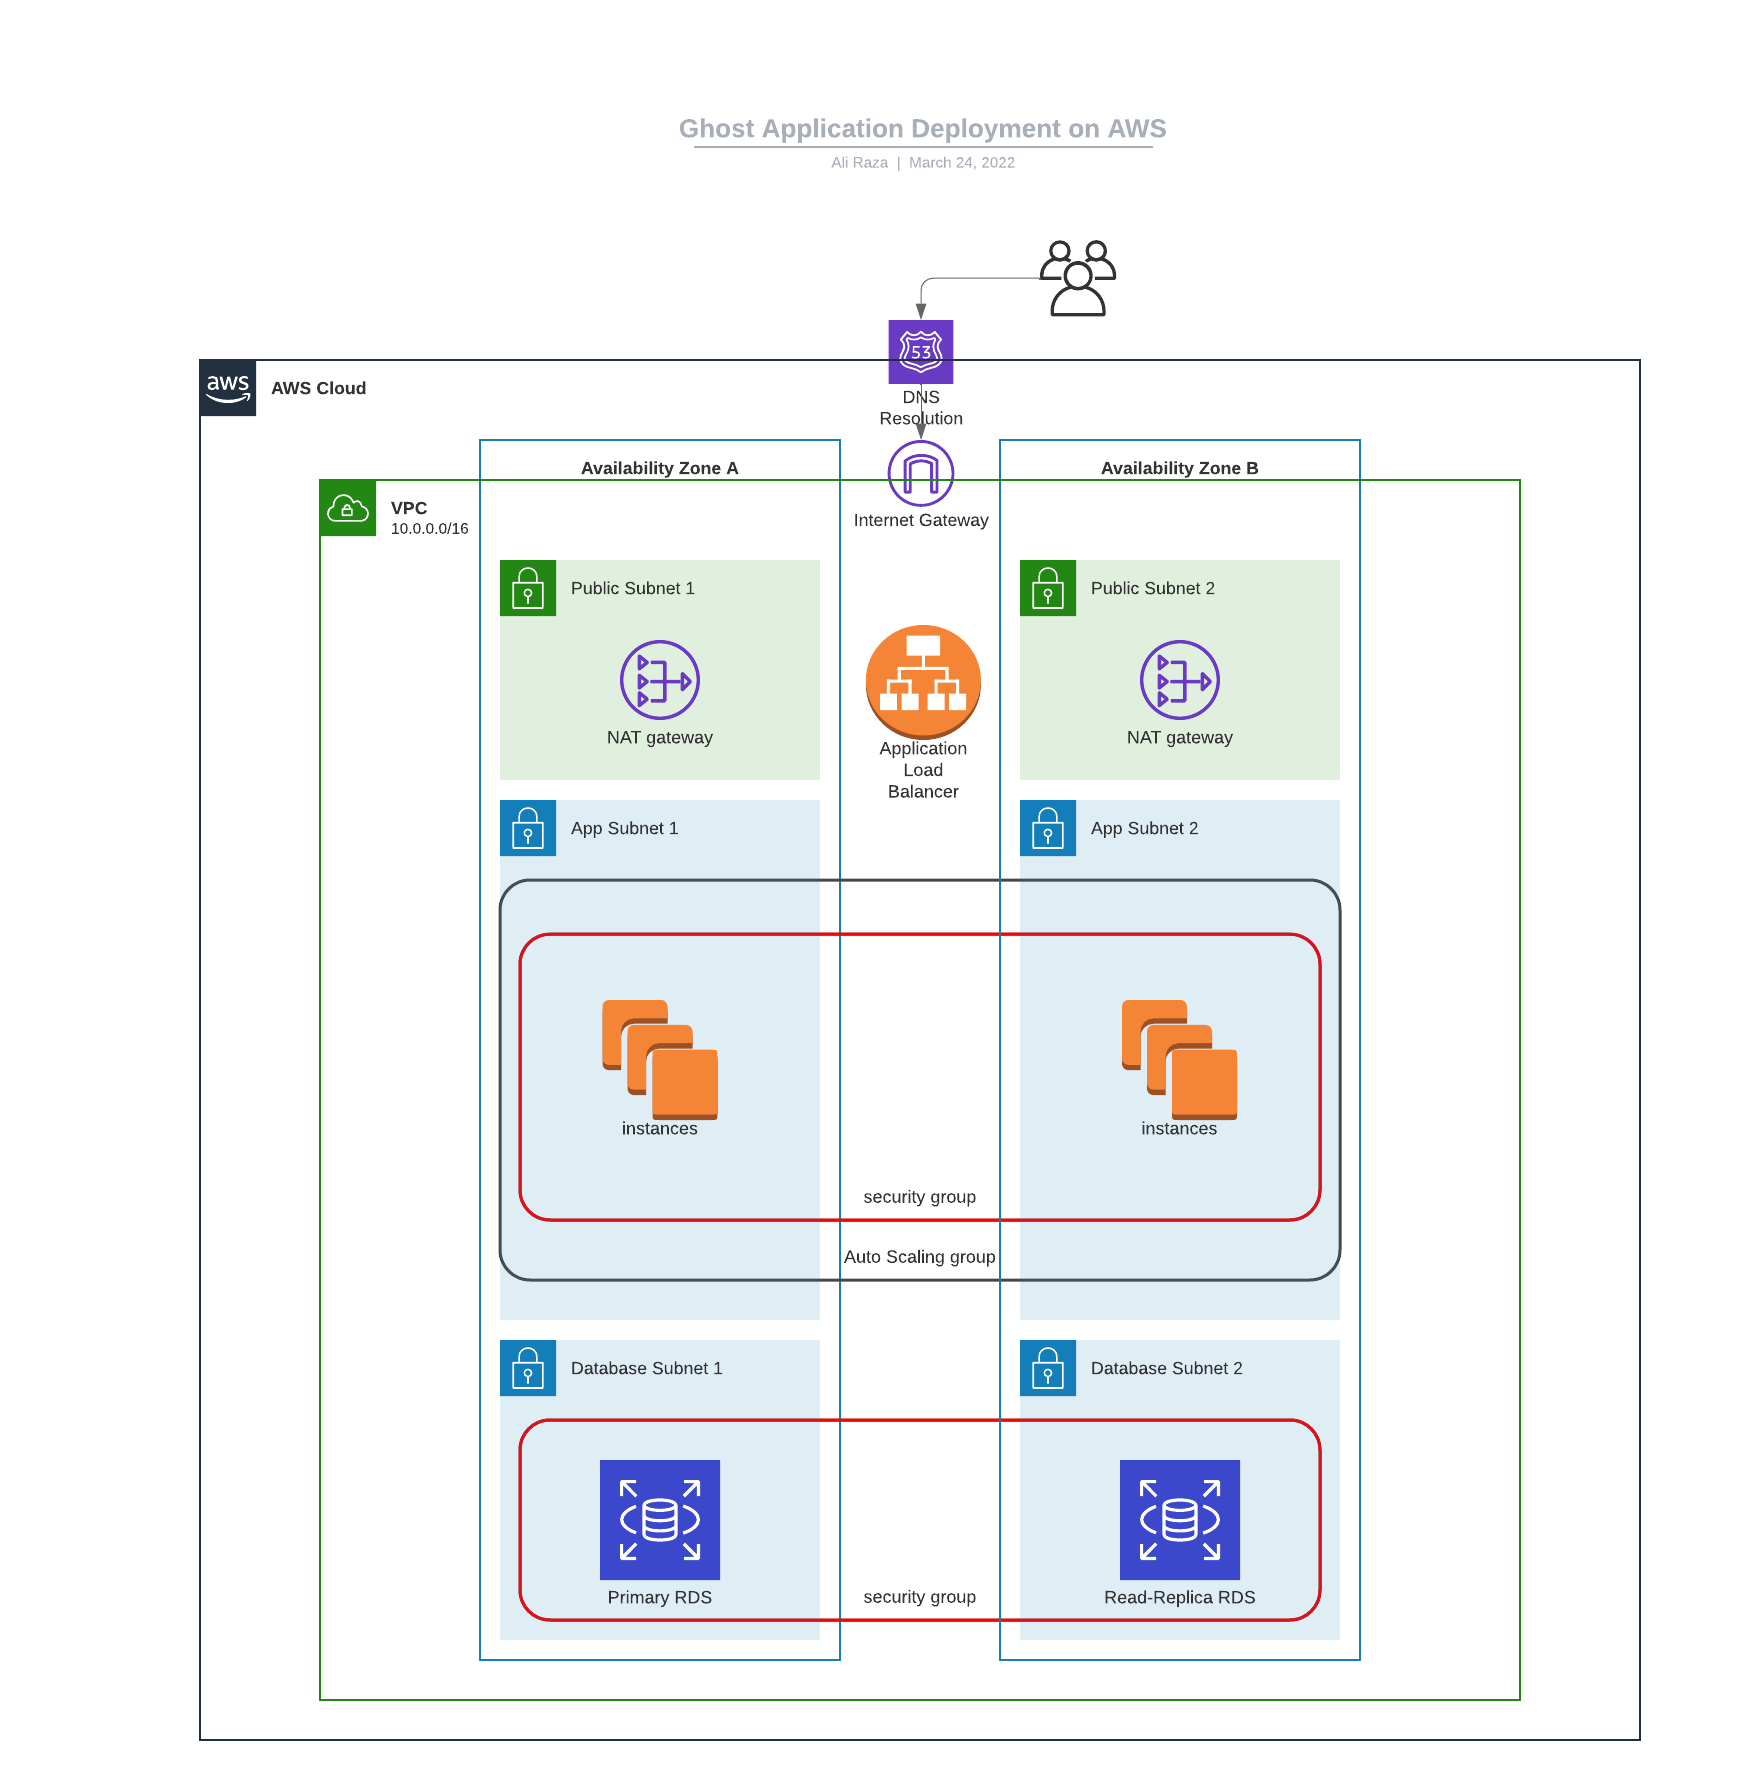 Ghost Application Deployment on AWS
Ali Raza | March 24, 2022
53
aws
AWS Cloud
DNS
Resolution
Availability Zone A
Availability Zone B
VPC
10.0.0.0/16
Internet Gateway
Public Subnet 1
Public Subnet 2
NAT gateway
NAT gateway
Application
Load
Balancer
App Subnet 1
App Subnet 2
instances
instances
security group
Auto Scaling group
Database Subnet 1
Database Subnet 2
Primary RDS
security group
Read-Replica RDS